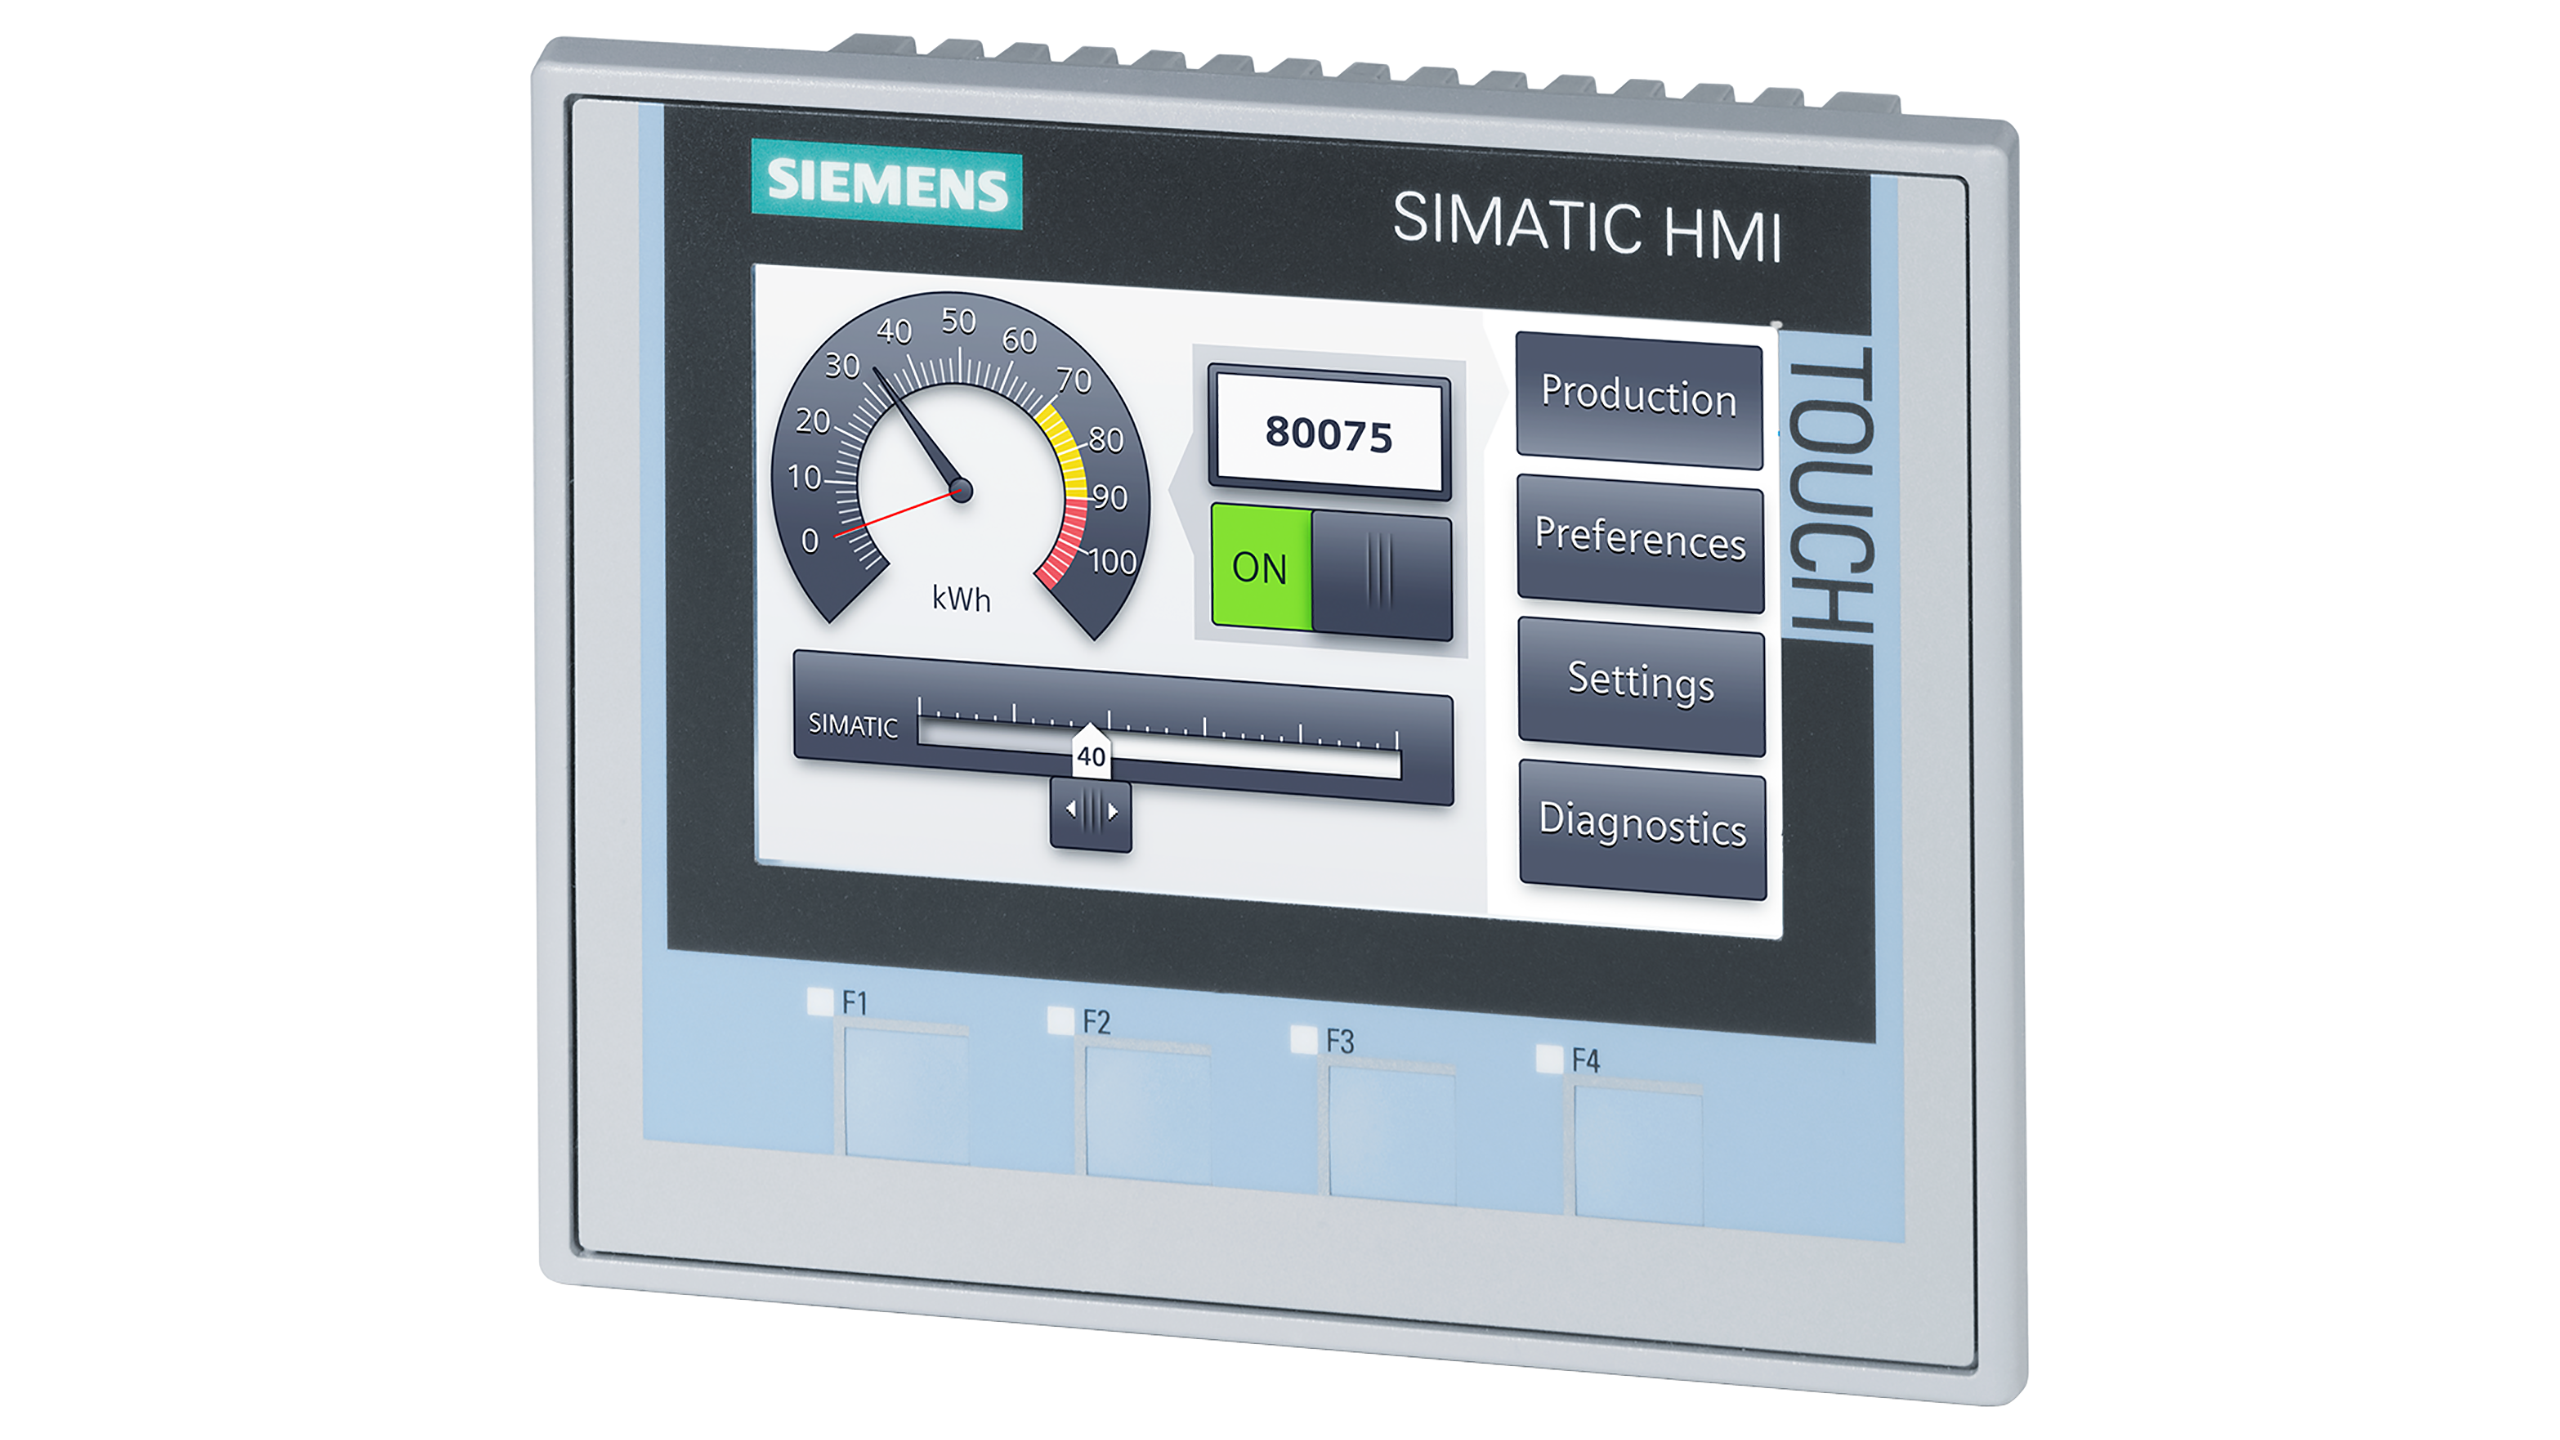 SIEMENS
SIMATIC HMI
TOUCH
0
10
20
30
40
50
60
70
80
90
100
kWh
80075
ON
SIMATIC
40
Production
Preferences
Settings
Diagnostics
F1
F2
F3
F4